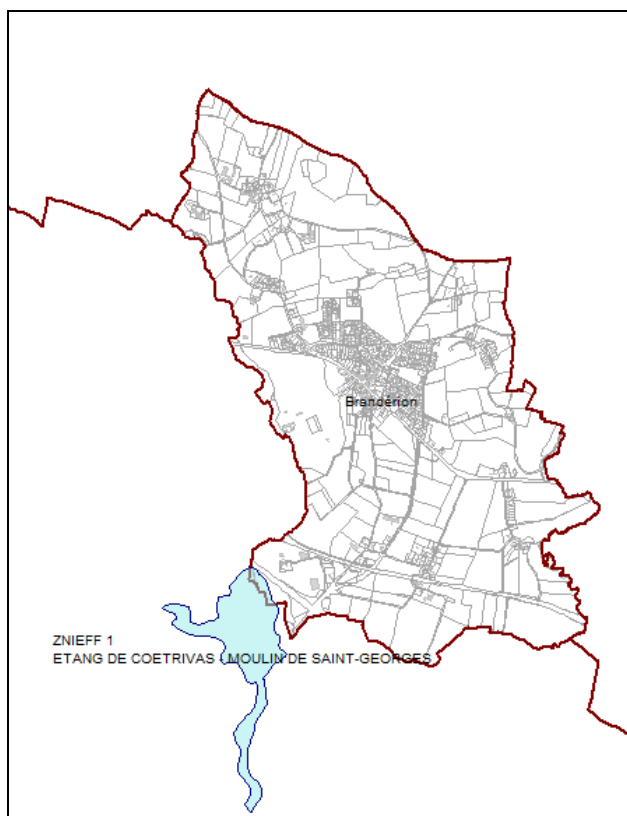 Brandérion
ZNIEFF 1
ETANG DE COETRIVAS - MOULIN DE SAINT-GEORGES